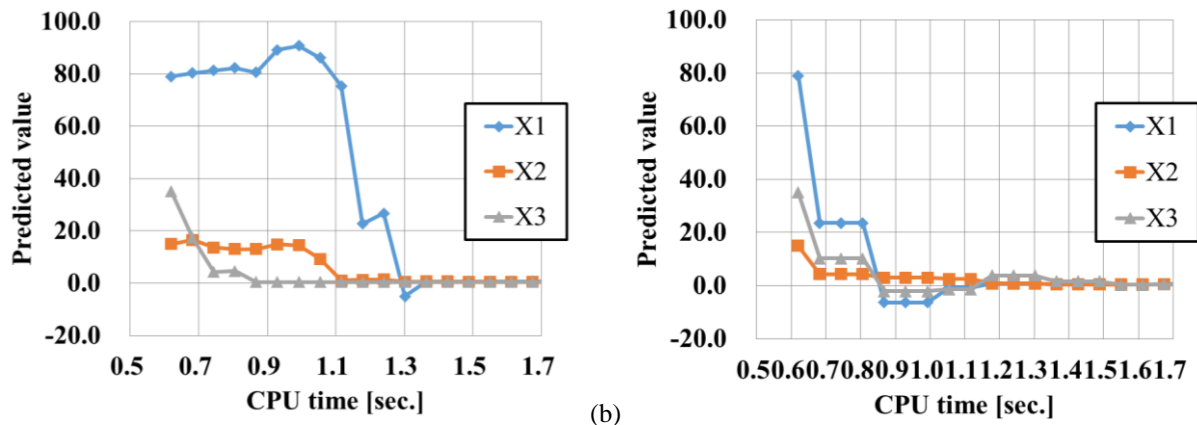 100.0
80.0
60.0
40.0
20.0
0.0
-20.0
Predicted value
0.5 0.7 0.9 1.1 1.3 1.5 1.7
CPU time [sec.]
X1
X2
X3
(b)
100.0
80.0
60.0
40.0
20.0
0.0
-20.0
Predicted value
0.50.60.70.80.91.01.11.21.31.41.51.61.7
CPU time [sec.]
X1
X2
X3